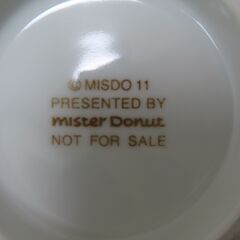 © MISDO 11
PRESENTED BY
mister Donut
NOT FOR SALE